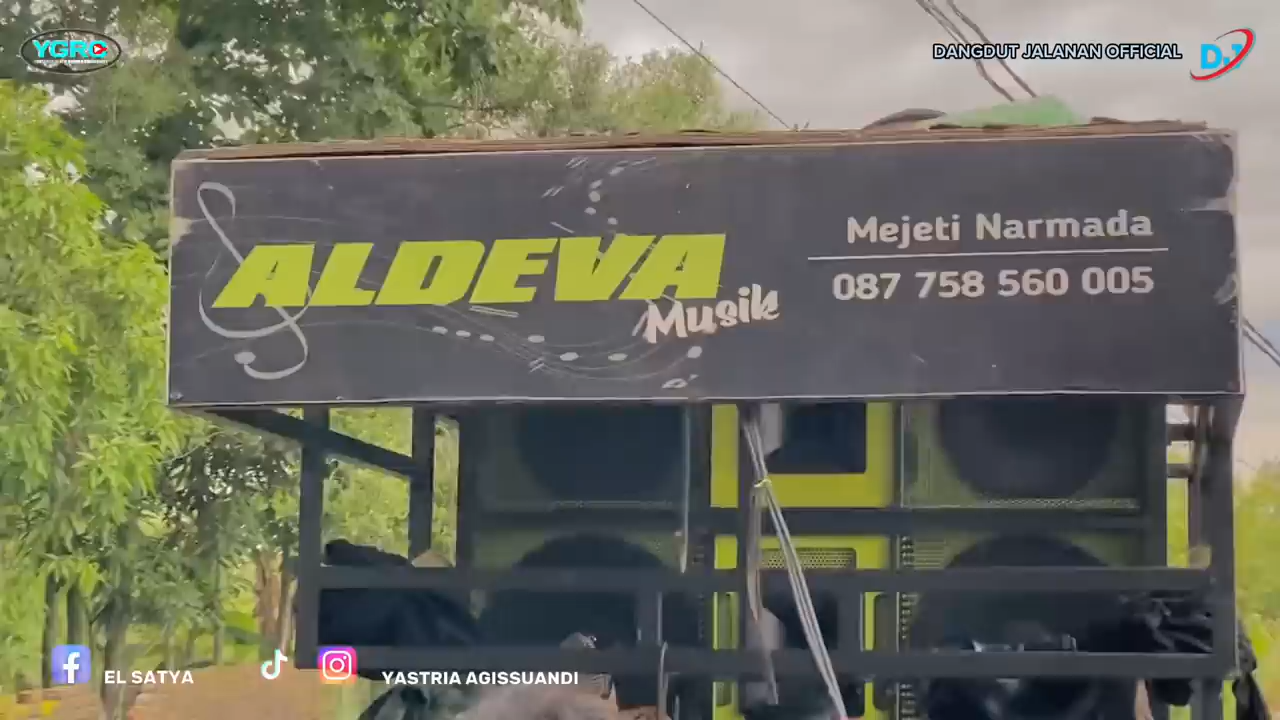 YGRC
DANGDUT JALANAN OFFICIAL
DJ
ALDEVA
Musik
Mejeti Narmada
087 758 560 005
EL SATYA
YASTRIA AGISSUANDI